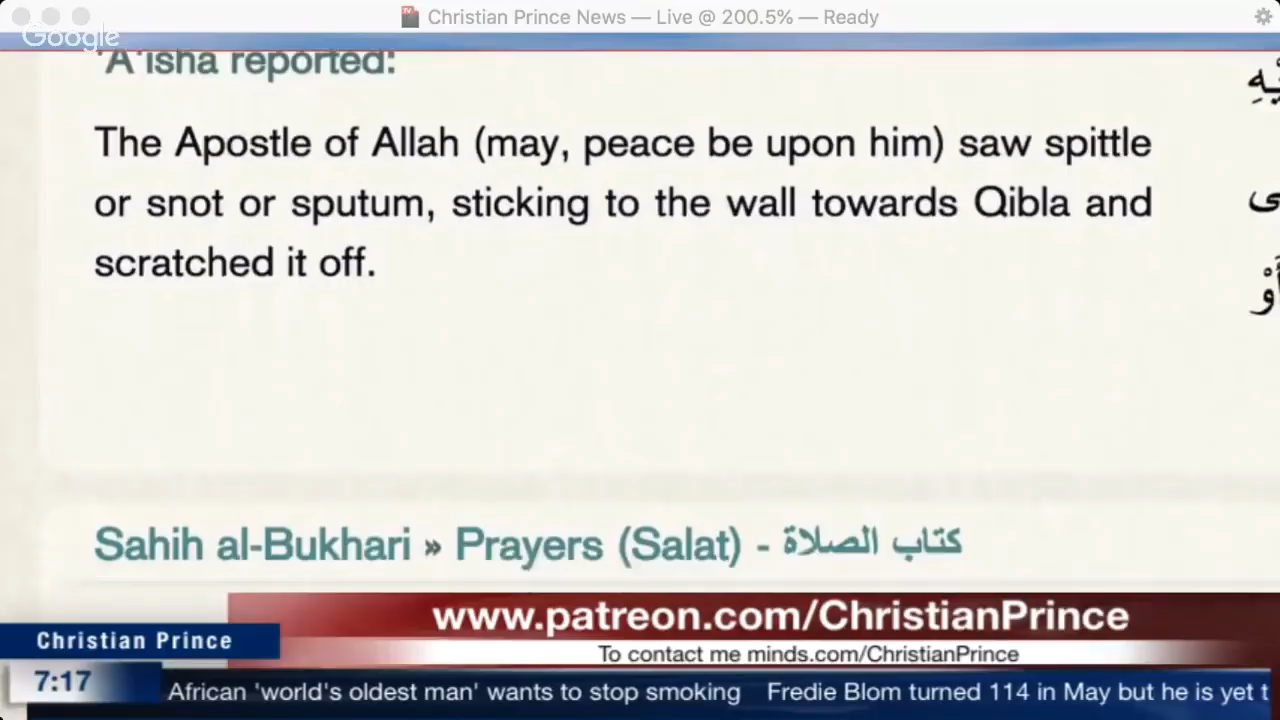 Christian Prince News — Live @ 200.5% — Ready
Google
'A'isha reported:
The Apostle of Allah (may, peace be upon him) saw spittle
or snot or sputum, sticking to the wall towards Qibla and
scratched it off.
Sahih al-Bukhari » Prayers (Salat) - كتاب الصلاة
www.patreon.com/ChristianPrince
Christian Prince
To contact me minds.com/ChristianPrince
7:17
African 'world's oldest man' wants to stop smoking Fredie Blom turned 114 in May but he is yet t